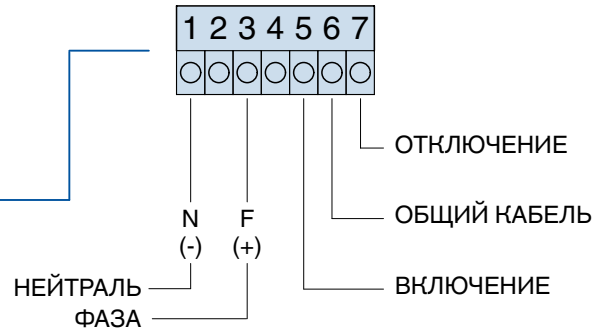 1 2 3 4 5 6 7
ОТКЛЮЧЕНИЕ
N F
ОБЩИЙ КАБЕЛЬ
(-) (+)
НЕЙТРАЛЬ
ВКЛЮЧЕНИЕ
ФАЗА